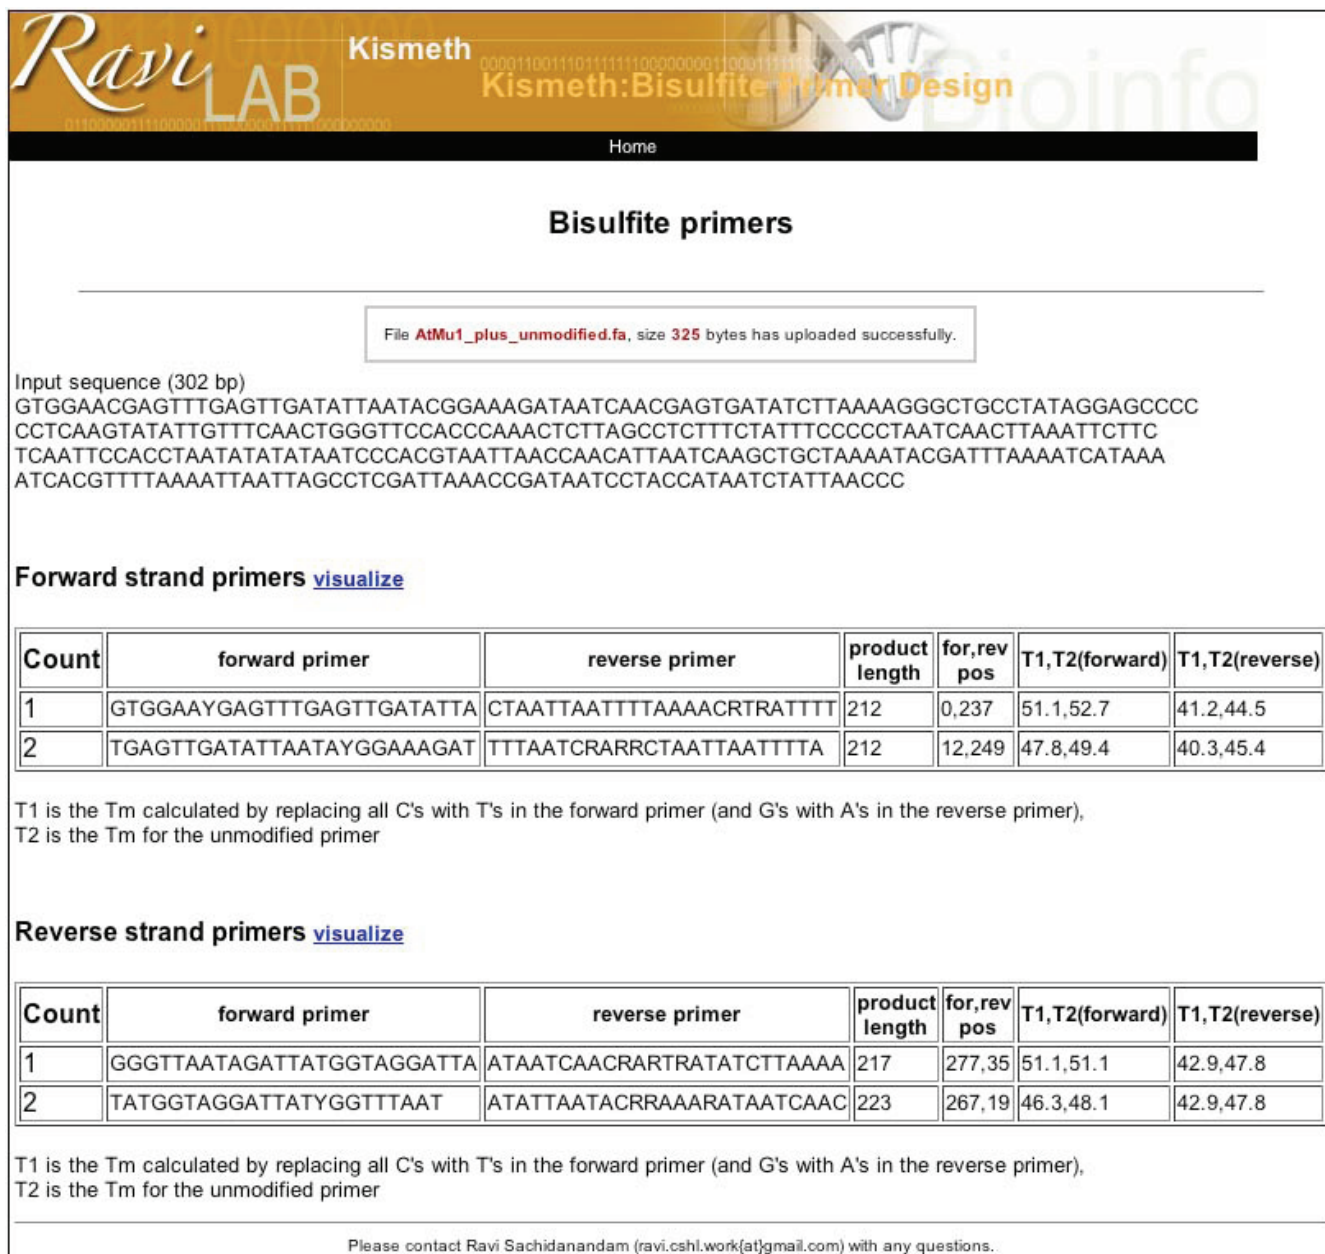 Ravi LAB
Kismeth
Kismeth:Bisulfite Primer Design
Bioinfo
Home
Bisulfite primers
File AtMu1_plus_unmodified.fa, size 325 bytes has uploaded successfully.
Input sequence (302 bp)
GTGGAACGAGTTTGAGTTGATATTAATACGGAAAGATAATCAACGAGTGATATCTTAAAAGGGCTGCCTATAGGAGCCCC
CCTCAAGTATATTGTTTCAACTGGGTTCCACCCAAACTCTTAGCCTCTTTCTATTTCCCCCTAATCAACTTAAATTCTTC
TCAATTCCACCTAATATATATAATCCCACGTAATTAACCAACATTAATCAAGCTGCTAAAATACGATTTAAAATCATAAA
ATCACGTTTTAAAATTAATTAGCCTCGATTAAACCGATAATCCTACCATAATCTATTAACCC
Forward strand primers visualize
Count forward primer reverse primer product length for,rev pos T1,T2(forward) T1,T2(reverse)
1 GTGGAAYGAGTTTGAGTTGATATTA CTAATTAATTTTAAAACRTRATTTT 212 0,237 51.1,52.7 41.2,44.5
2 TGAGTTGATATTAATAYGGAAAGAT TTTAATCRARRCTAATTAATTTTA 212 12,249 47.8,49.4 40.3,45.4
T1 is the Tm calculated by replacing all C's with T's in the forward primer (and G's with A's in the reverse primer),
T2 is the Tm for the unmodified primer
Reverse strand primers visualize
Count forward primer reverse primer product length for,rev pos T1,T2(forward) T1,T2(reverse)
1 GGGTTAATAGATTATGGTAGGATTA ATAATCAACRARTRATATCTTAAAA 217 277,35 51.1,51.1 42.9,47.8
2 TATGGTAGGATTATYGGTTTAAT ATATTAATACRRAAARATAATCAAC 223 267,19 46.3,48.1 42.9,47.8
T1 is the Tm calculated by replacing all C's with T's in the forward primer (and G's with A's in the reverse primer),
T2 is the Tm for the unmodified primer
Please contact Ravi Sachidanandam (ravi.cshl.work{at}gmail.com) with any questions.